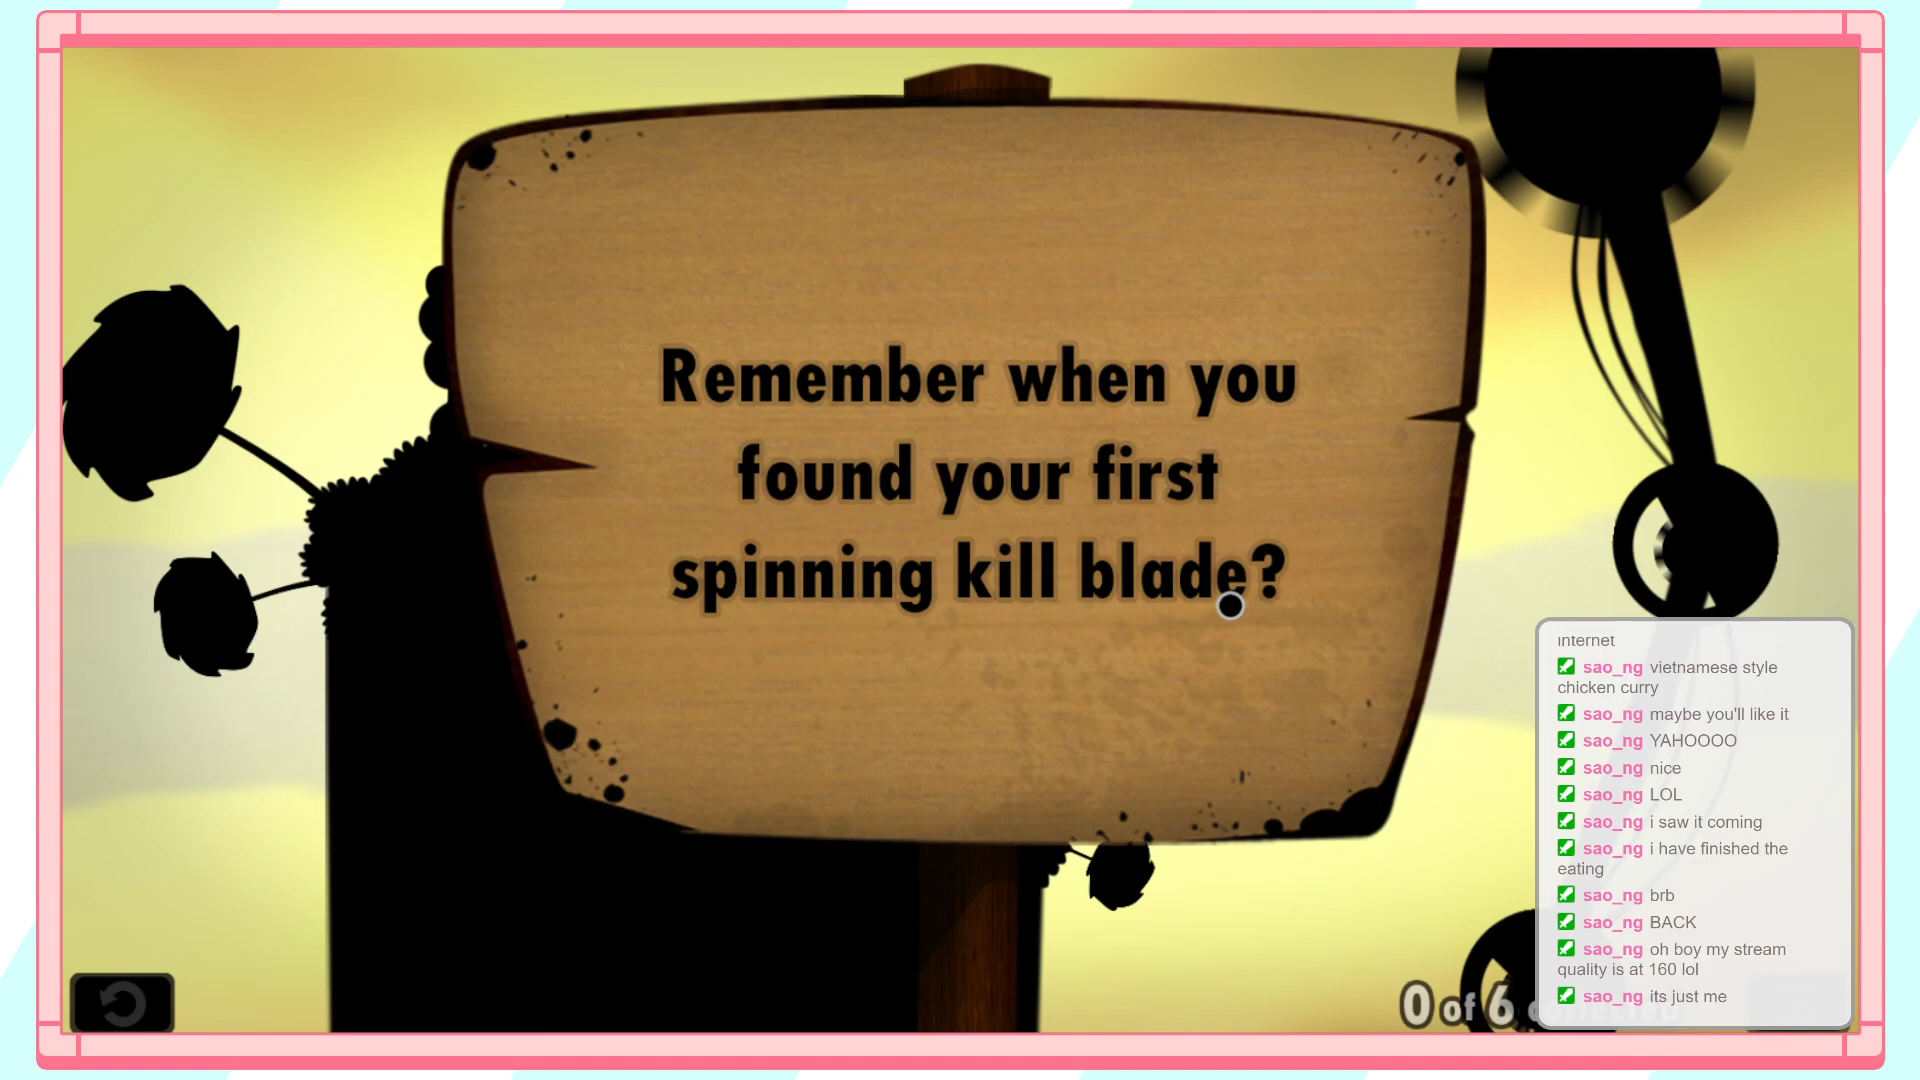 Remember when you
found your first
spinning kill blade?
internet
sao_ng vietnamese style
chicken curry
sao_ng maybe you'll like it
sao_ng YAHOOOO
sao_ng nice
sao_ng LOL
sao_ng i saw it coming
sao_ng i have finished the
eating
sao_ng brb
sao_ng BACK
sao_ng oh boy my stream
quality is at 160 lol
sao_ng its just me
0 of 6 collected